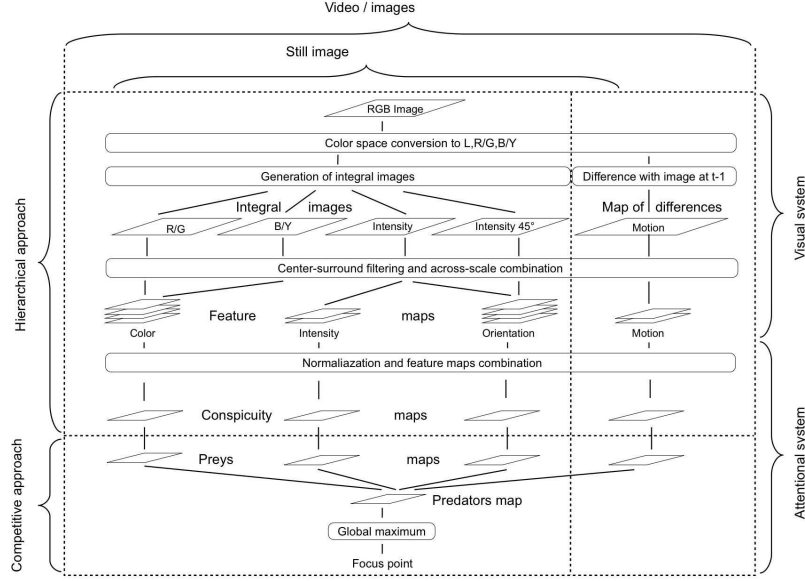 Video / images
Still image
RGB Image
Color space conversion to L,R/G,B/Y
Generation of integral images
Difference with image at t-1
Integral images
Map of differences
R/G
B/Y
Intensity
Intensity 45°
Motion
Center-surround filtering and across-scale combination
Feature maps
Color
Intensity
Orientation
Motion
Normaliazation and feature maps combination
Conspicuity maps
Preys maps
Predators map
Global maximum
Focus point
Hierarchical approach
Competitive approach
Visual system
Attentional system